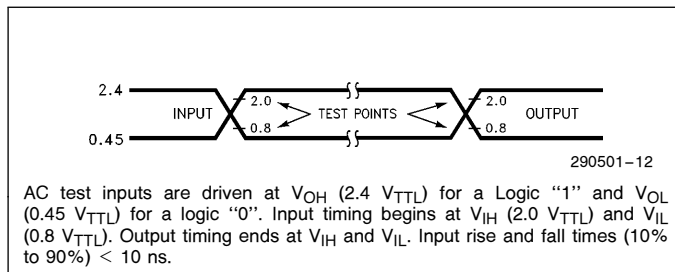 2.4
2.0
2.0
INPUT
TEST POINTS
OUTPUT
0.8
0.8
0.45
290501–12
AC test inputs are driven at VOH (2.4 VTTL) for a Logic ‘‘1’’ and VOL
(0.45 VTTL) for a logic ‘‘0’’. Input timing begins at VIH (2.0 VTTL) and VIL
(0.8 VTTL). Output timing ends at VIH and VIL. Input rise and fall times (10%
to 90%) < 10 ns.